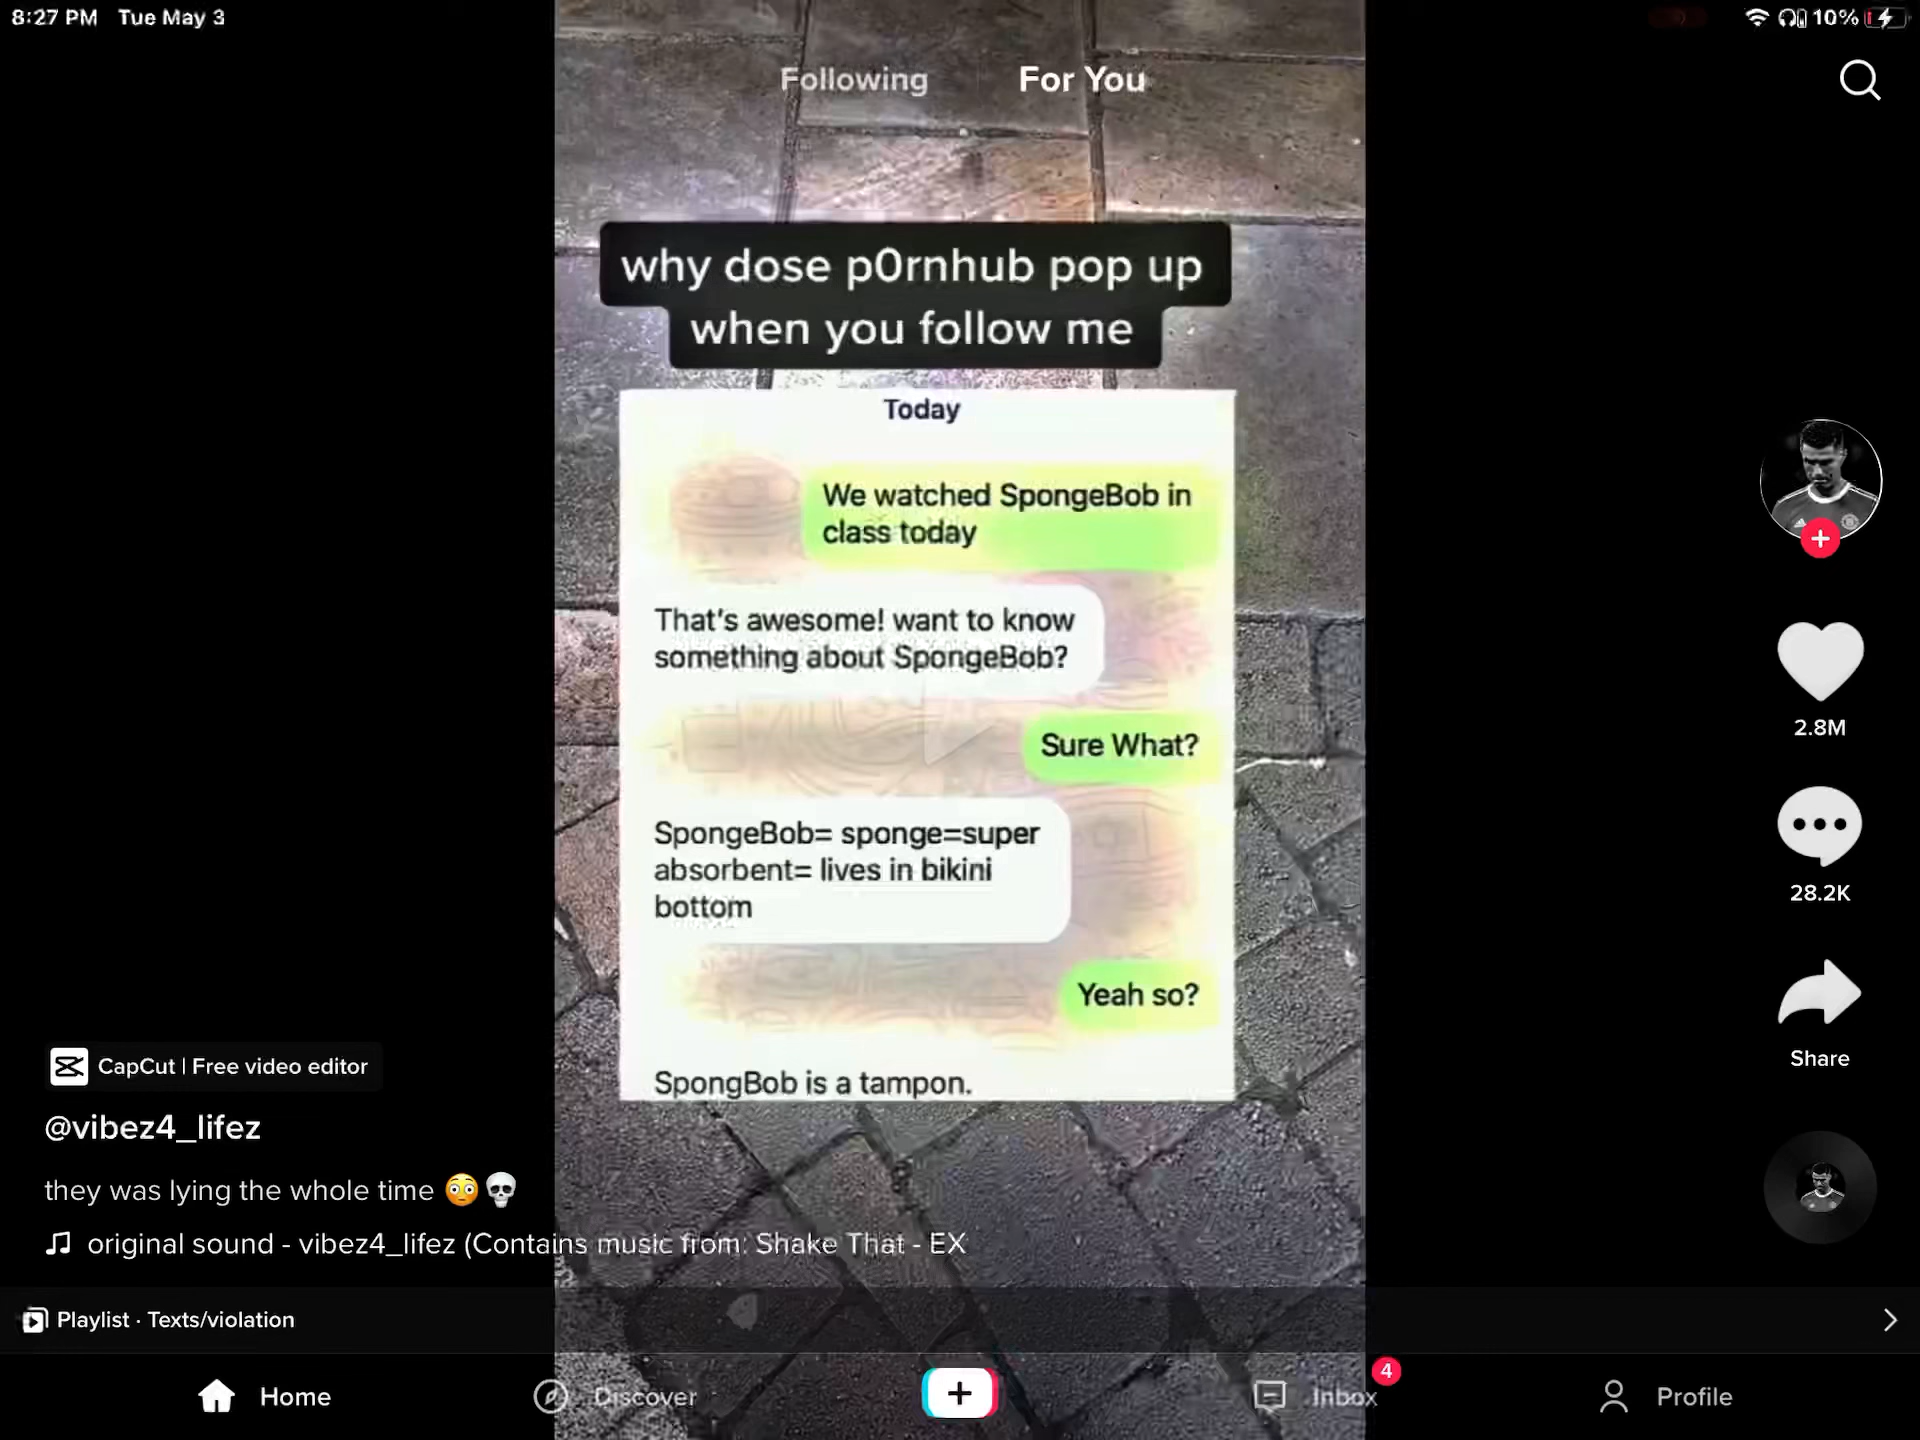 8:27 PM Tue May 3
10%
Following For You
why dose p0rnhub pop up
when you follow me
Today
We watched SpongeBob in
class today
That's awesome! want to know
something about SpongeBob?
Sure What?
SpongeBob= sponge=super
absorbent= lives in bikini
bottom
Yeah so?
SpongBob is a tampon.
2.8M
28.2K
Share
CapCut | Free video editor
@vibez4_lifez
they was lying the whole time 😳💀
original sound - vibez4_lifez (Contains music from: Shake That - EX
Playlist · Texts/violation
Home Discover Inbox 4 Profile